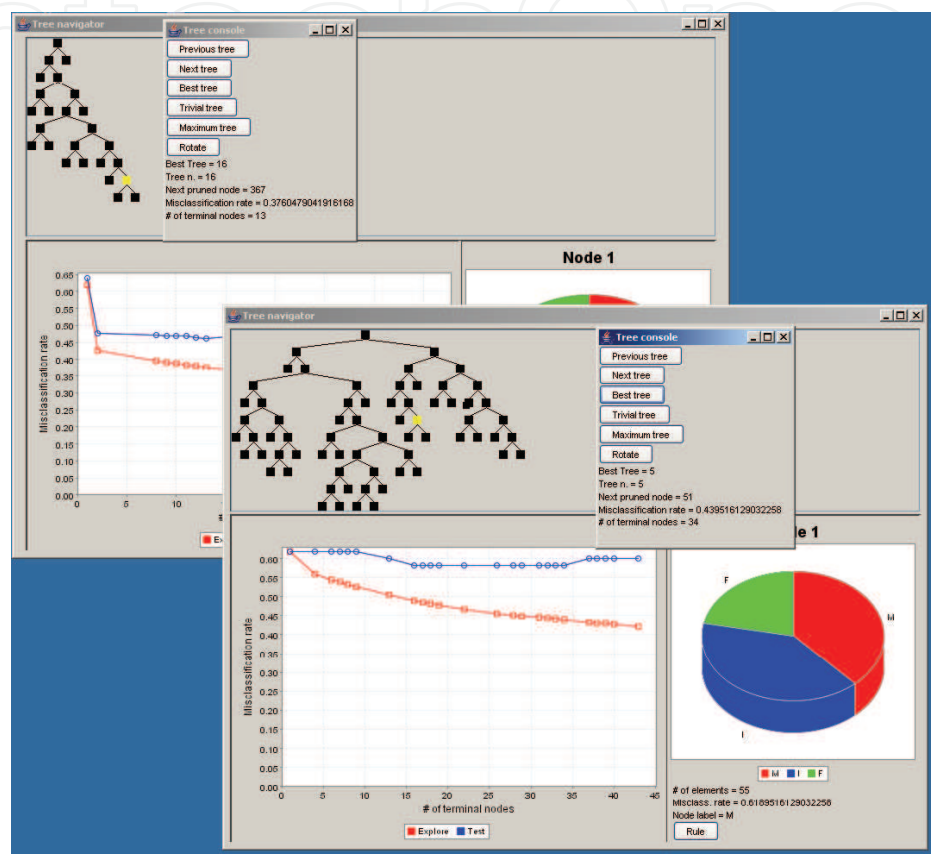 Tree navigator
Tree console
Previous tree
Next tree
Best tree
Trivial tree
Maximum tree
Rotate
Best Tree = 16
Tree n. = 16
Next pruned node = 367
Misclassification rate = 0.3760479041916168
# of terminal nodes = 13
Node 1
Misclassification rate
0.65
0.60
0.55
0.50
0.45
0.40
0.35
0.30
0.25
0.20
0.15
0.10
0.05
0.00
0 5 10
#
Ex
Tree navigator
Tree console
Previous tree
Next tree
Best tree
Trivial tree
Maximum tree
Rotate
Best Tree = 5
Tree n. = 5
Next pruned node = 51
Misclassification rate = 0.439516129032258
# of terminal nodes = 34
de 1
Misclassification rate
0.60
0.55
0.50
0.45
0.40
0.35
0.30
0.25
0.20
0.15
0.10
0.05
0.00
0 5 10 15 20 25 30 35 40 45
# of terminal nodes
Explore Test
F
M
I
M I F
# of elements = 55
Misclass. rate = 0.6189516129032258
Node label = M
Rule